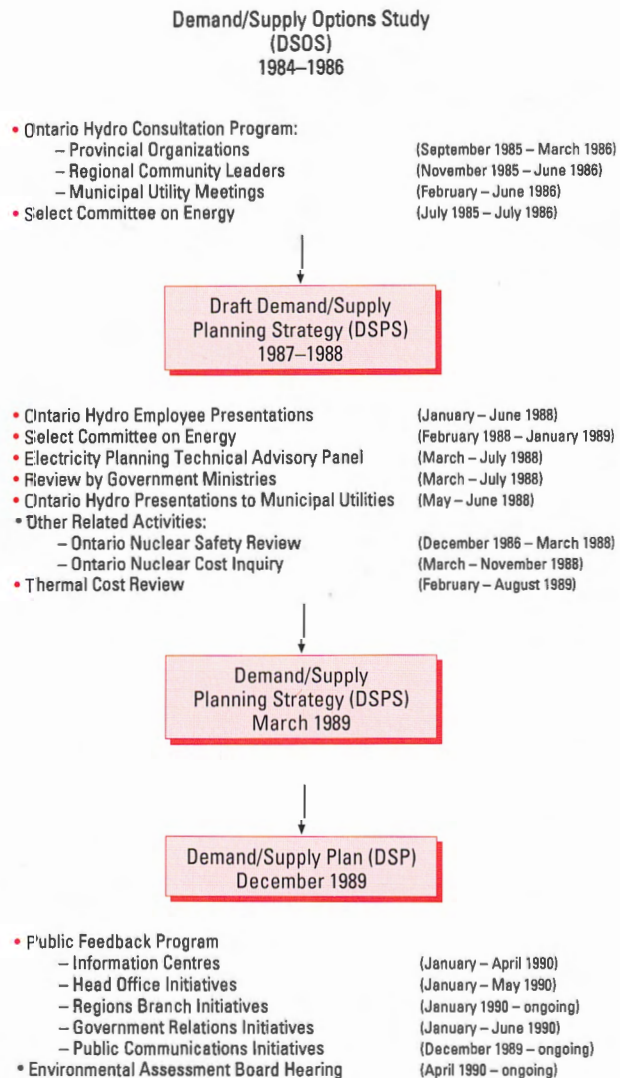 Demand/Supply Options Study
(DSOS)
1984–1986
• Ontario Hydro Consultation Program:
– Provincial Organizations (September 1985 – March 1986)
– Regional Community Leaders (November 1985 – June 1986)
– Municipal Utility Meetings (February – June 1986)
• Select Committee on Energy (July 1985 – July 1986)
Draft Demand/Supply
Planning Strategy (DSPS)
1987–1988
• Ontario Hydro Employee Presentations (January – June 1988)
• Select Committee on Energy (February 1988 – January 1989)
• Electricity Planning Technical Advisory Panel (March – July 1988)
• Review by Government Ministries (March – July 1988)
• Ontario Hydro Presentations to Municipal Utilities (May – June 1988)
• Other Related Activities:
– Ontario Nuclear Safety Review (December 1986 – March 1988)
– Ontario Nuclear Cost Inquiry (March – November 1988)
• Thermal Cost Review (February – August 1989)
Demand/Supply
Planning Strategy (DSPS)
March 1989
Demand/Supply Plan (DSP)
December 1989
• Public Feedback Program
– Information Centres (January – April 1990)
– Head Office Initiatives (January – May 1990)
– Regions Branch Initiatives (January 1990 – ongoing)
– Government Relations Initiatives (January – June 1990)
– Public Communications Initiatives (December 1989 – ongoing)
• Environmental Assessment Board Hearing (April 1990 – ongoing)